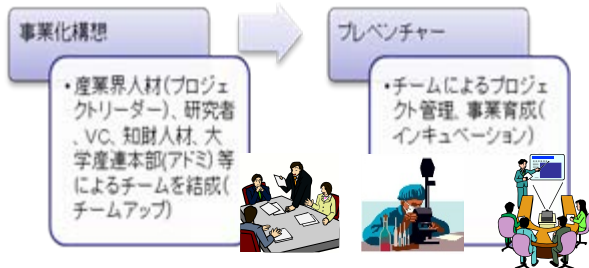 事業化構想
・産業界人材(プロジェ
クトリーダー)、研究者
、VC、知財人材、大
学産連本部(アドミ)等
によるチームを結成(
チームアップ)
プレベンチャー
・チームによるプロジェ
クト管理、事業育成(
インキュベーション)